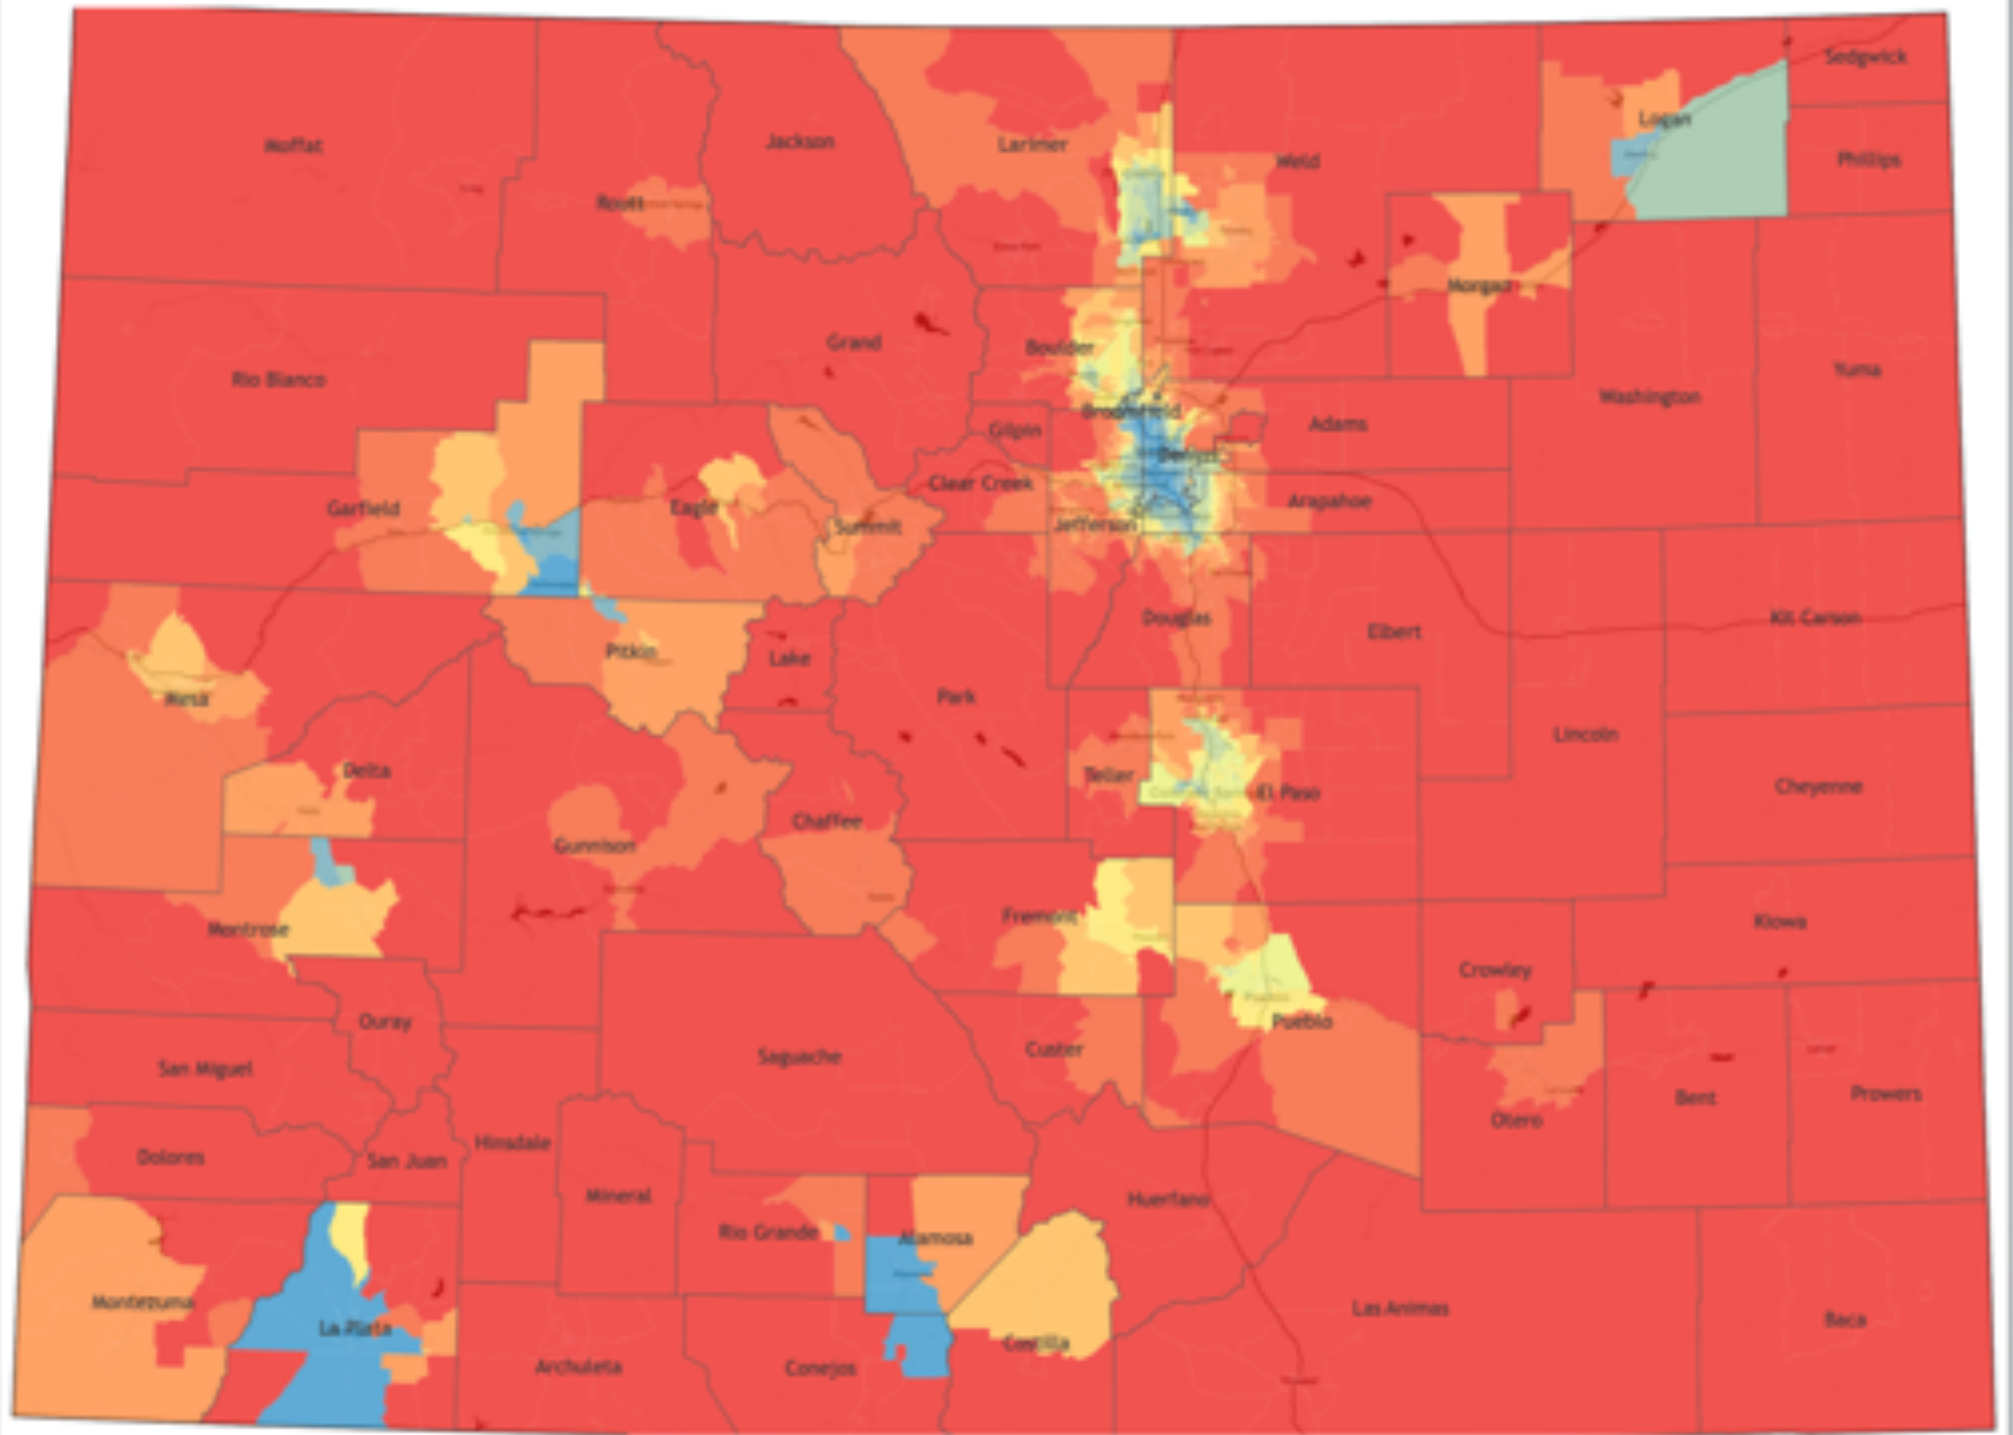 Sedgwick
Logan
Moffat
Jackson
Larimer
Weld
Phillips
Routt
Morgan
Grand
Boulder
Rio Blanco
Yuma
Washington
Broomfield
Gilpin
Adams
Denver
Clear Creek
Garfield
Eagle
Summit
Jefferson
Arapahoe
Douglas
Elbert
Kit Carson
Pitkin
Lake
Mesa
Park
Lincoln
Delta
Teller
El Paso
Cheyenne
Chaffee
Gunnison
Fremont
Montrose
Kiowa
Crowley
Pueblo
Pueblo
Ouray
Custer
Saguache
San Miguel
Bent
Prowers
Otero
Dolores
San Juan
Hinsdale
Mineral
Huerfano
Rio Grande
Alamosa
Montezuma
La Plata
Las Animas
Baca
Costilla
Archuleta
Conejos